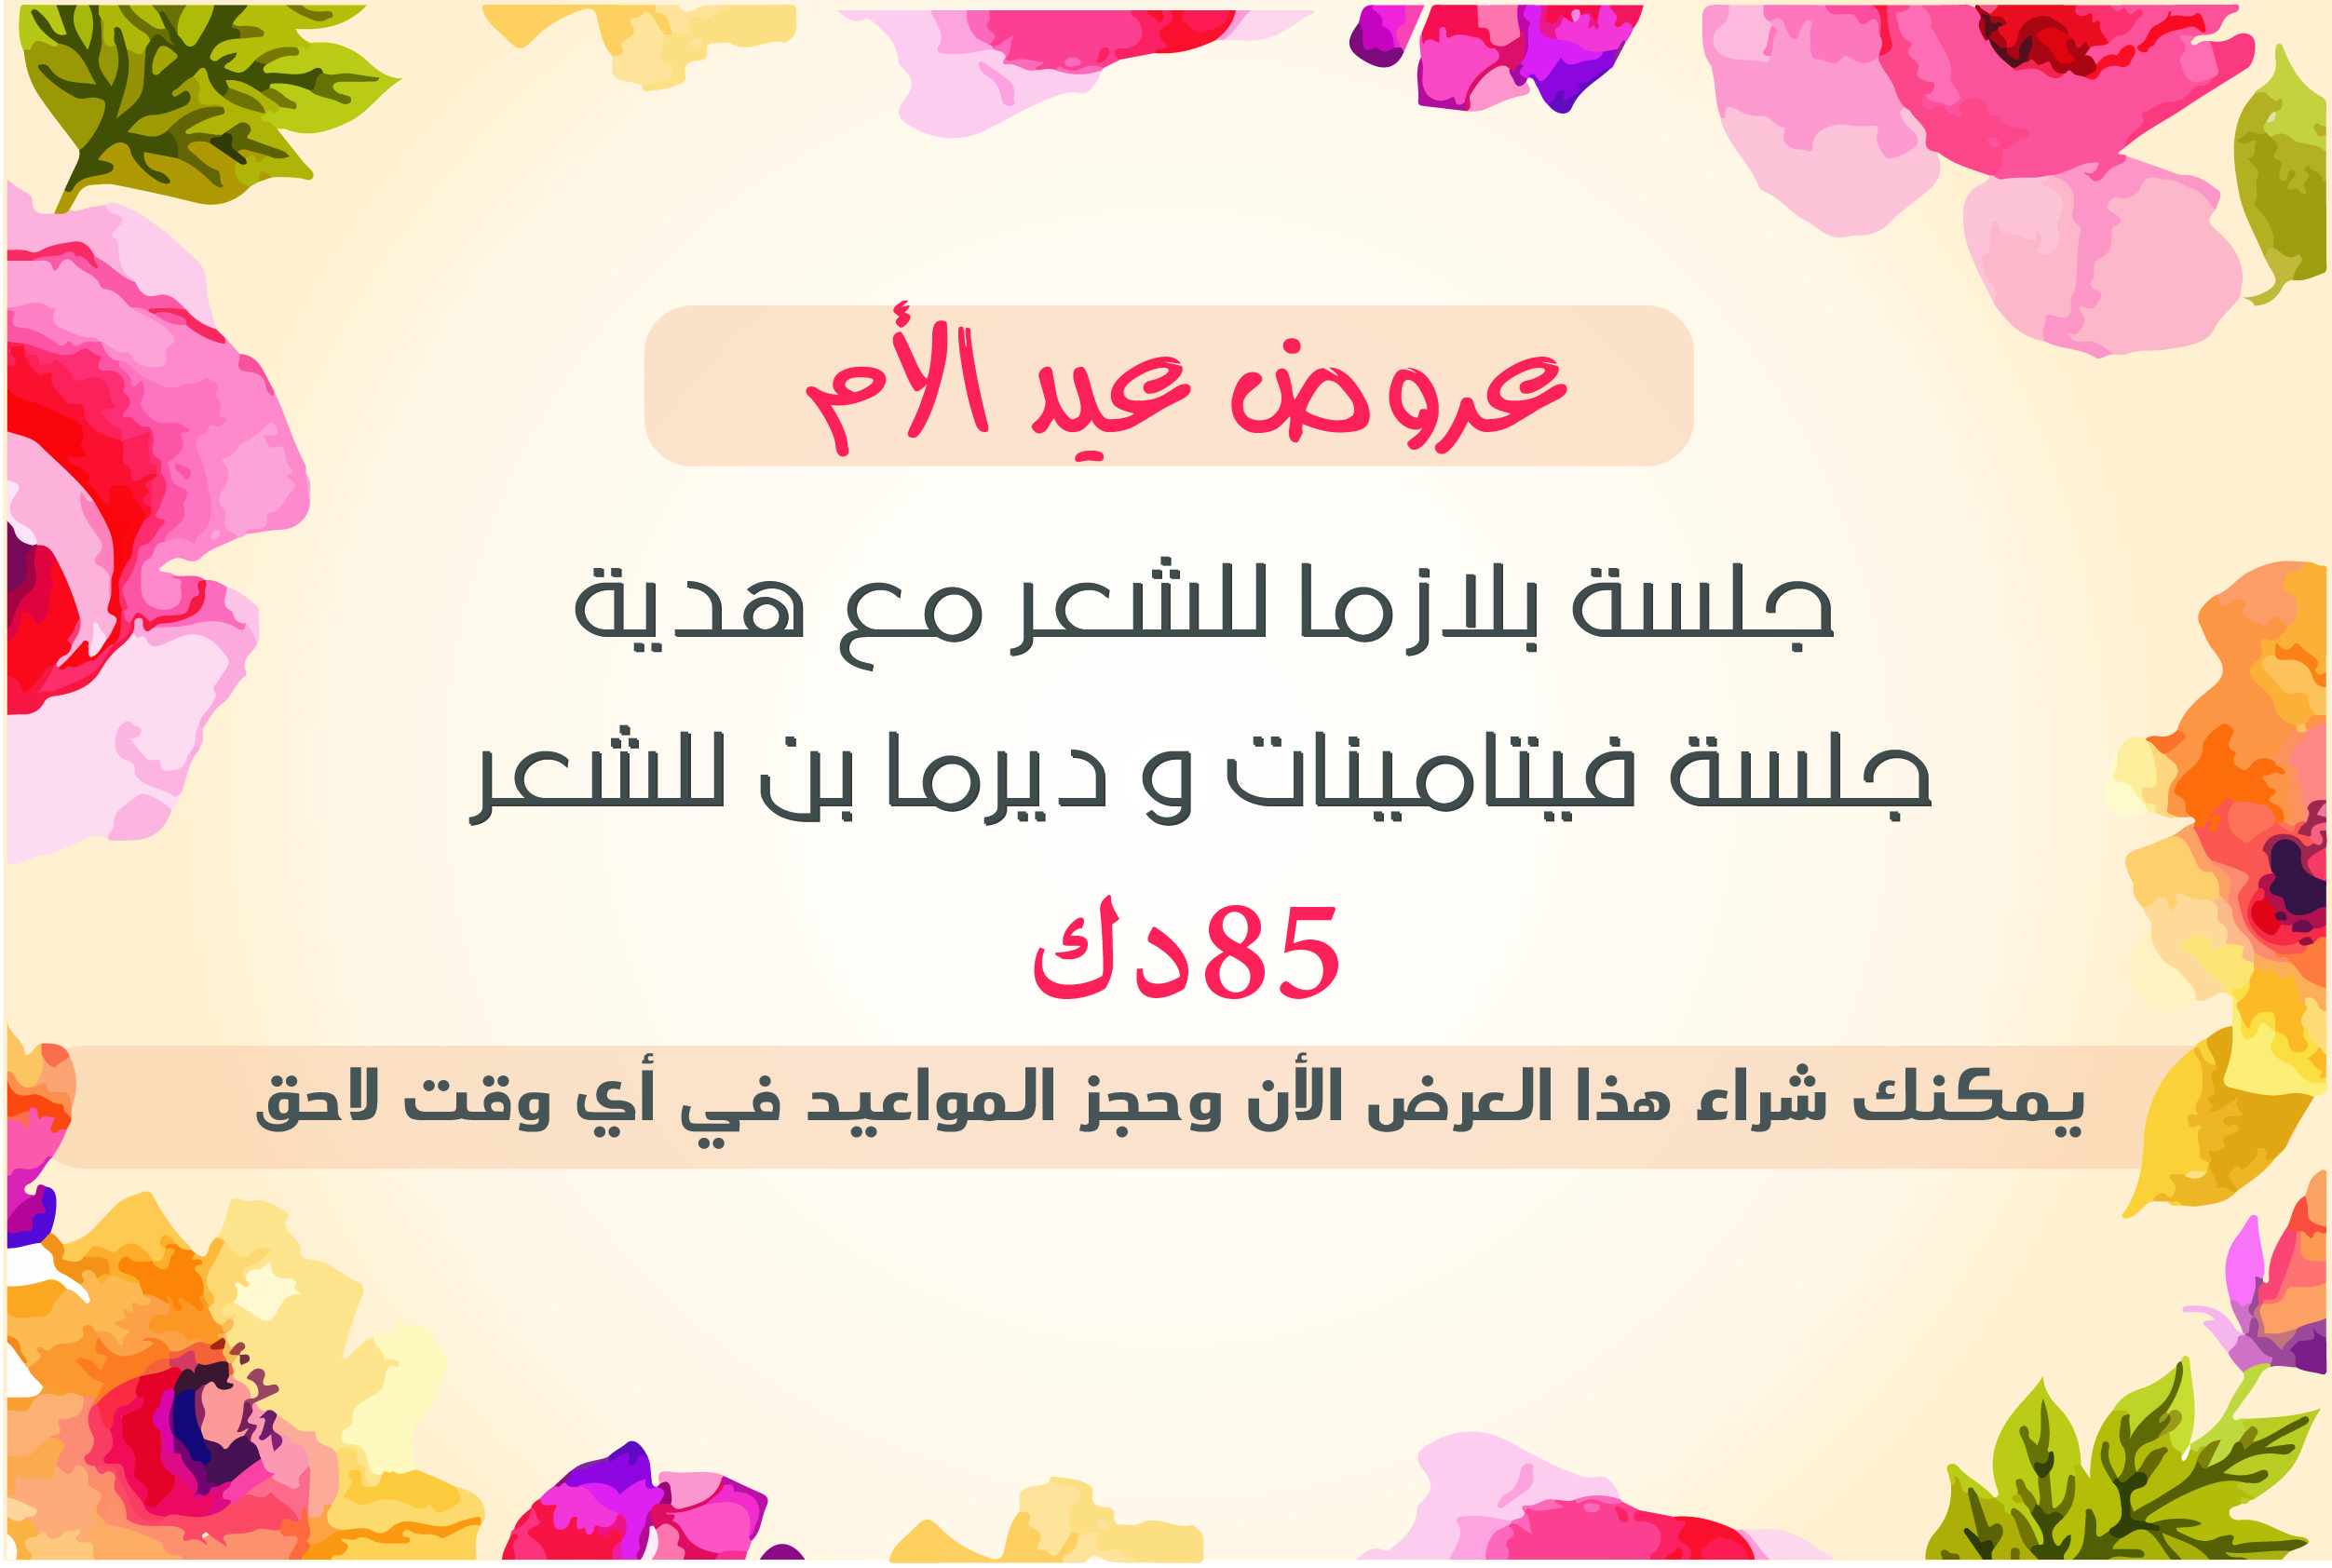 عروض عيد الأم
جلسة بلازما للشعر مع هدية
جلسة فيتامينات و ديرما بن للشعر
85دك
يمكنك شراء هذا العرض الأن وحجز المواعيد في أي وقت لاحق